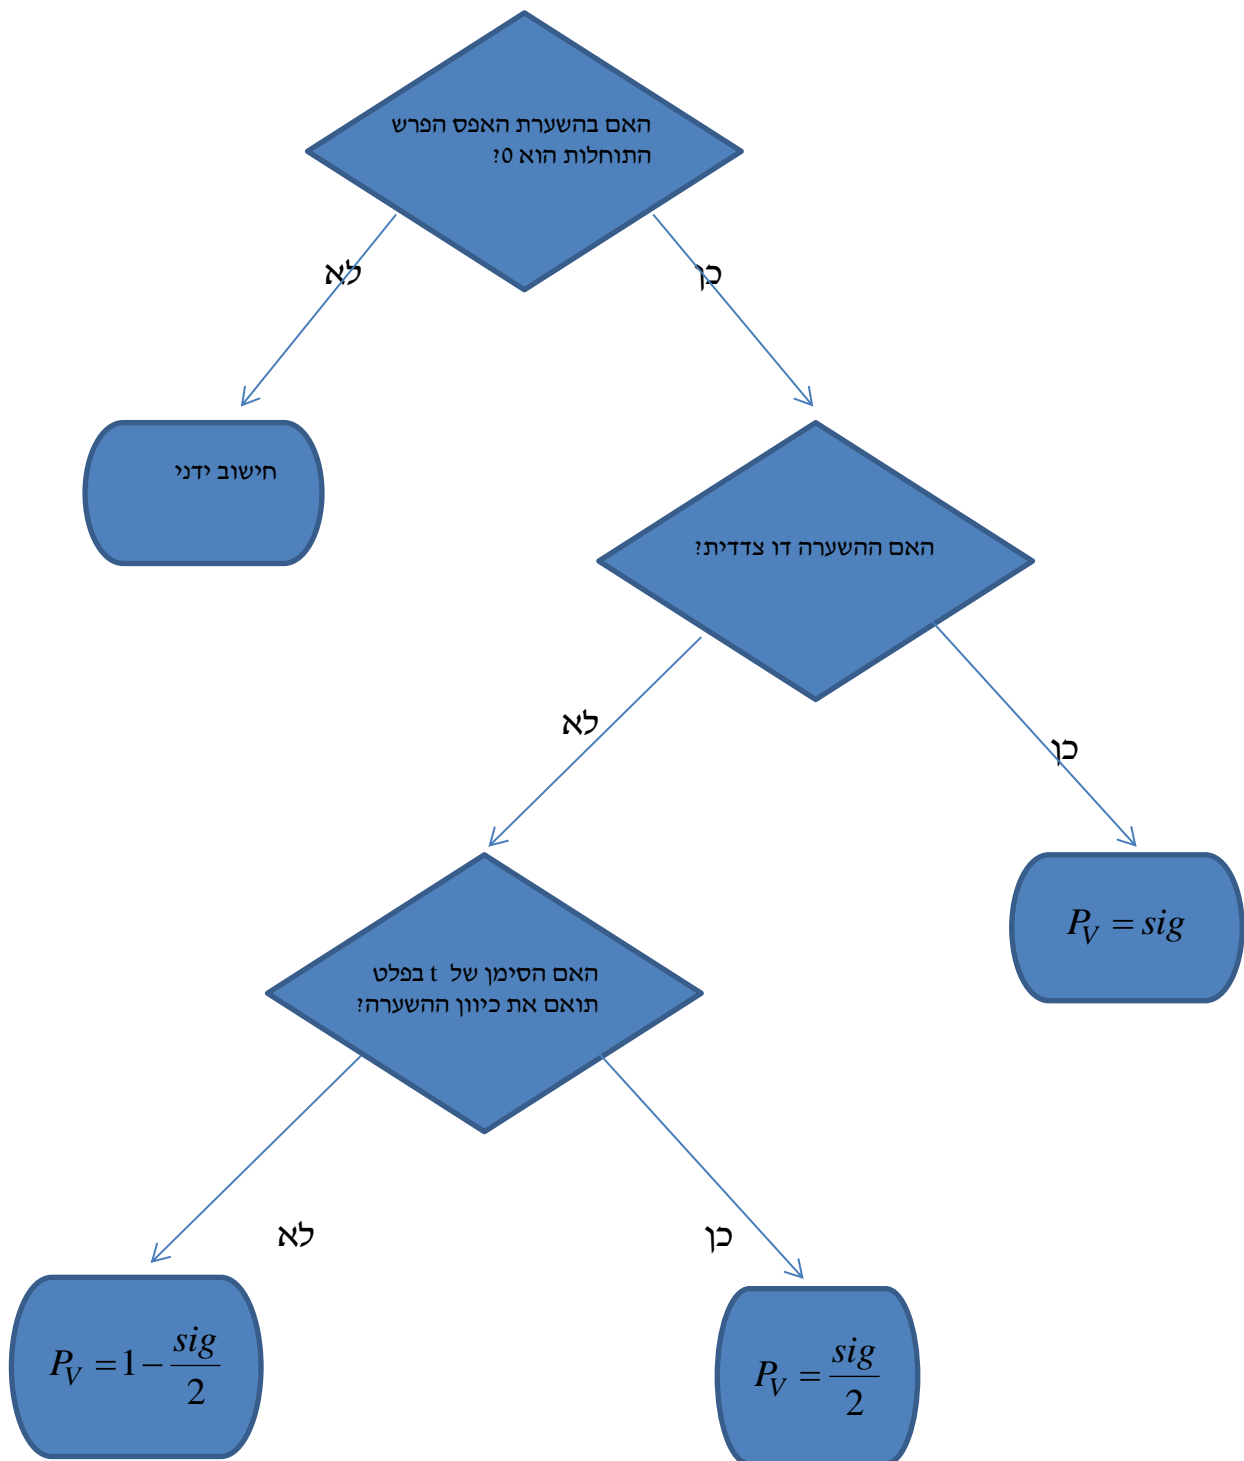 האם בהשערת האפס הפרש
התוחלות הוא 0?
לא
כן
חישוב ידני
האם ההשערה דו צדדית?
לא
כן
P_V = sig
האם הסימן של t בפלט
תואם את כיוון ההשערה?
לא
כן
P_V = 1 - sig/2
P_V = sig/2